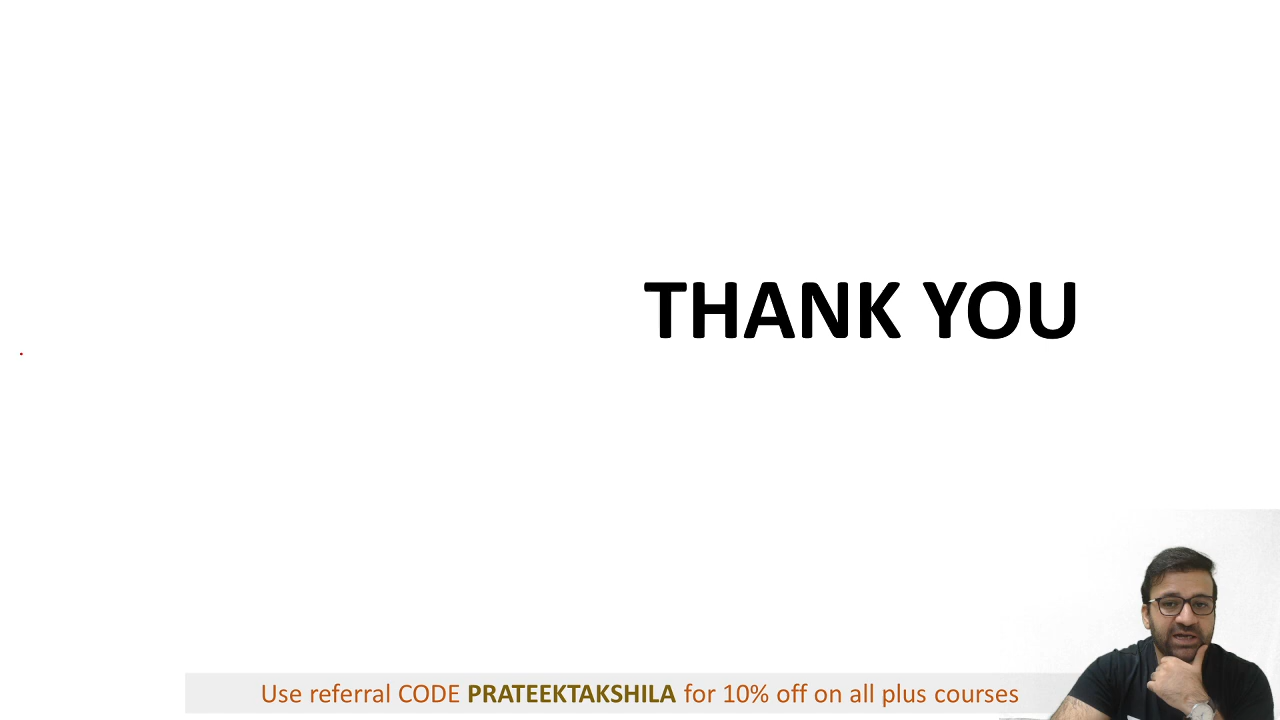 THANK YOU
Use referral CODE PRATEEKTAKSHILA for 10% off on all plus courses